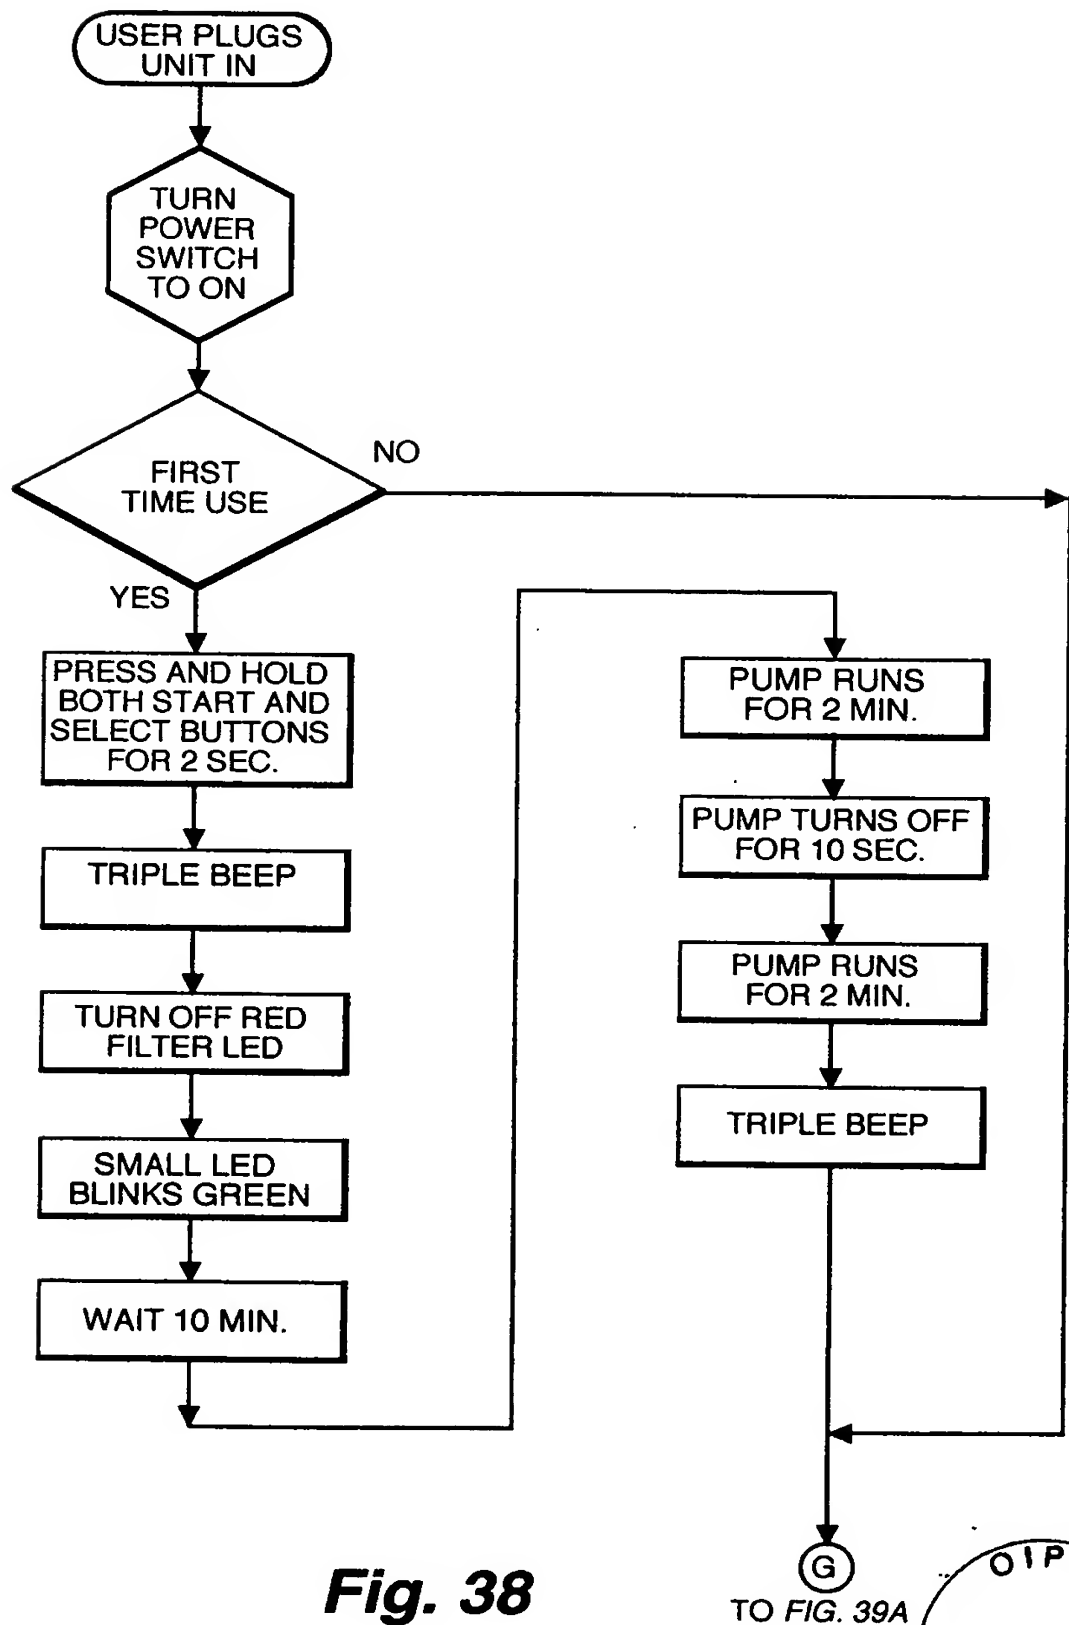 USER PLUGS
UNIT IN
TURN
POWER
SWITCH
TO ON
FIRST
TIME USE
NO
YES
PRESS AND HOLD
BOTH START AND
SELECT BUTTONS
FOR 2 SEC.
TRIPLE BEEP
TURN OFF RED
FILTER LED
SMALL LED
BLINKS GREEN
WAIT 10 MIN.
PUMP RUNS
FOR 2 MIN.
PUMP TURNS OFF
FOR 10 SEC.
PUMP RUNS
FOR 2 MIN.
TRIPLE BEEP
G
TO FIG. 39A
Fig. 38
OIP